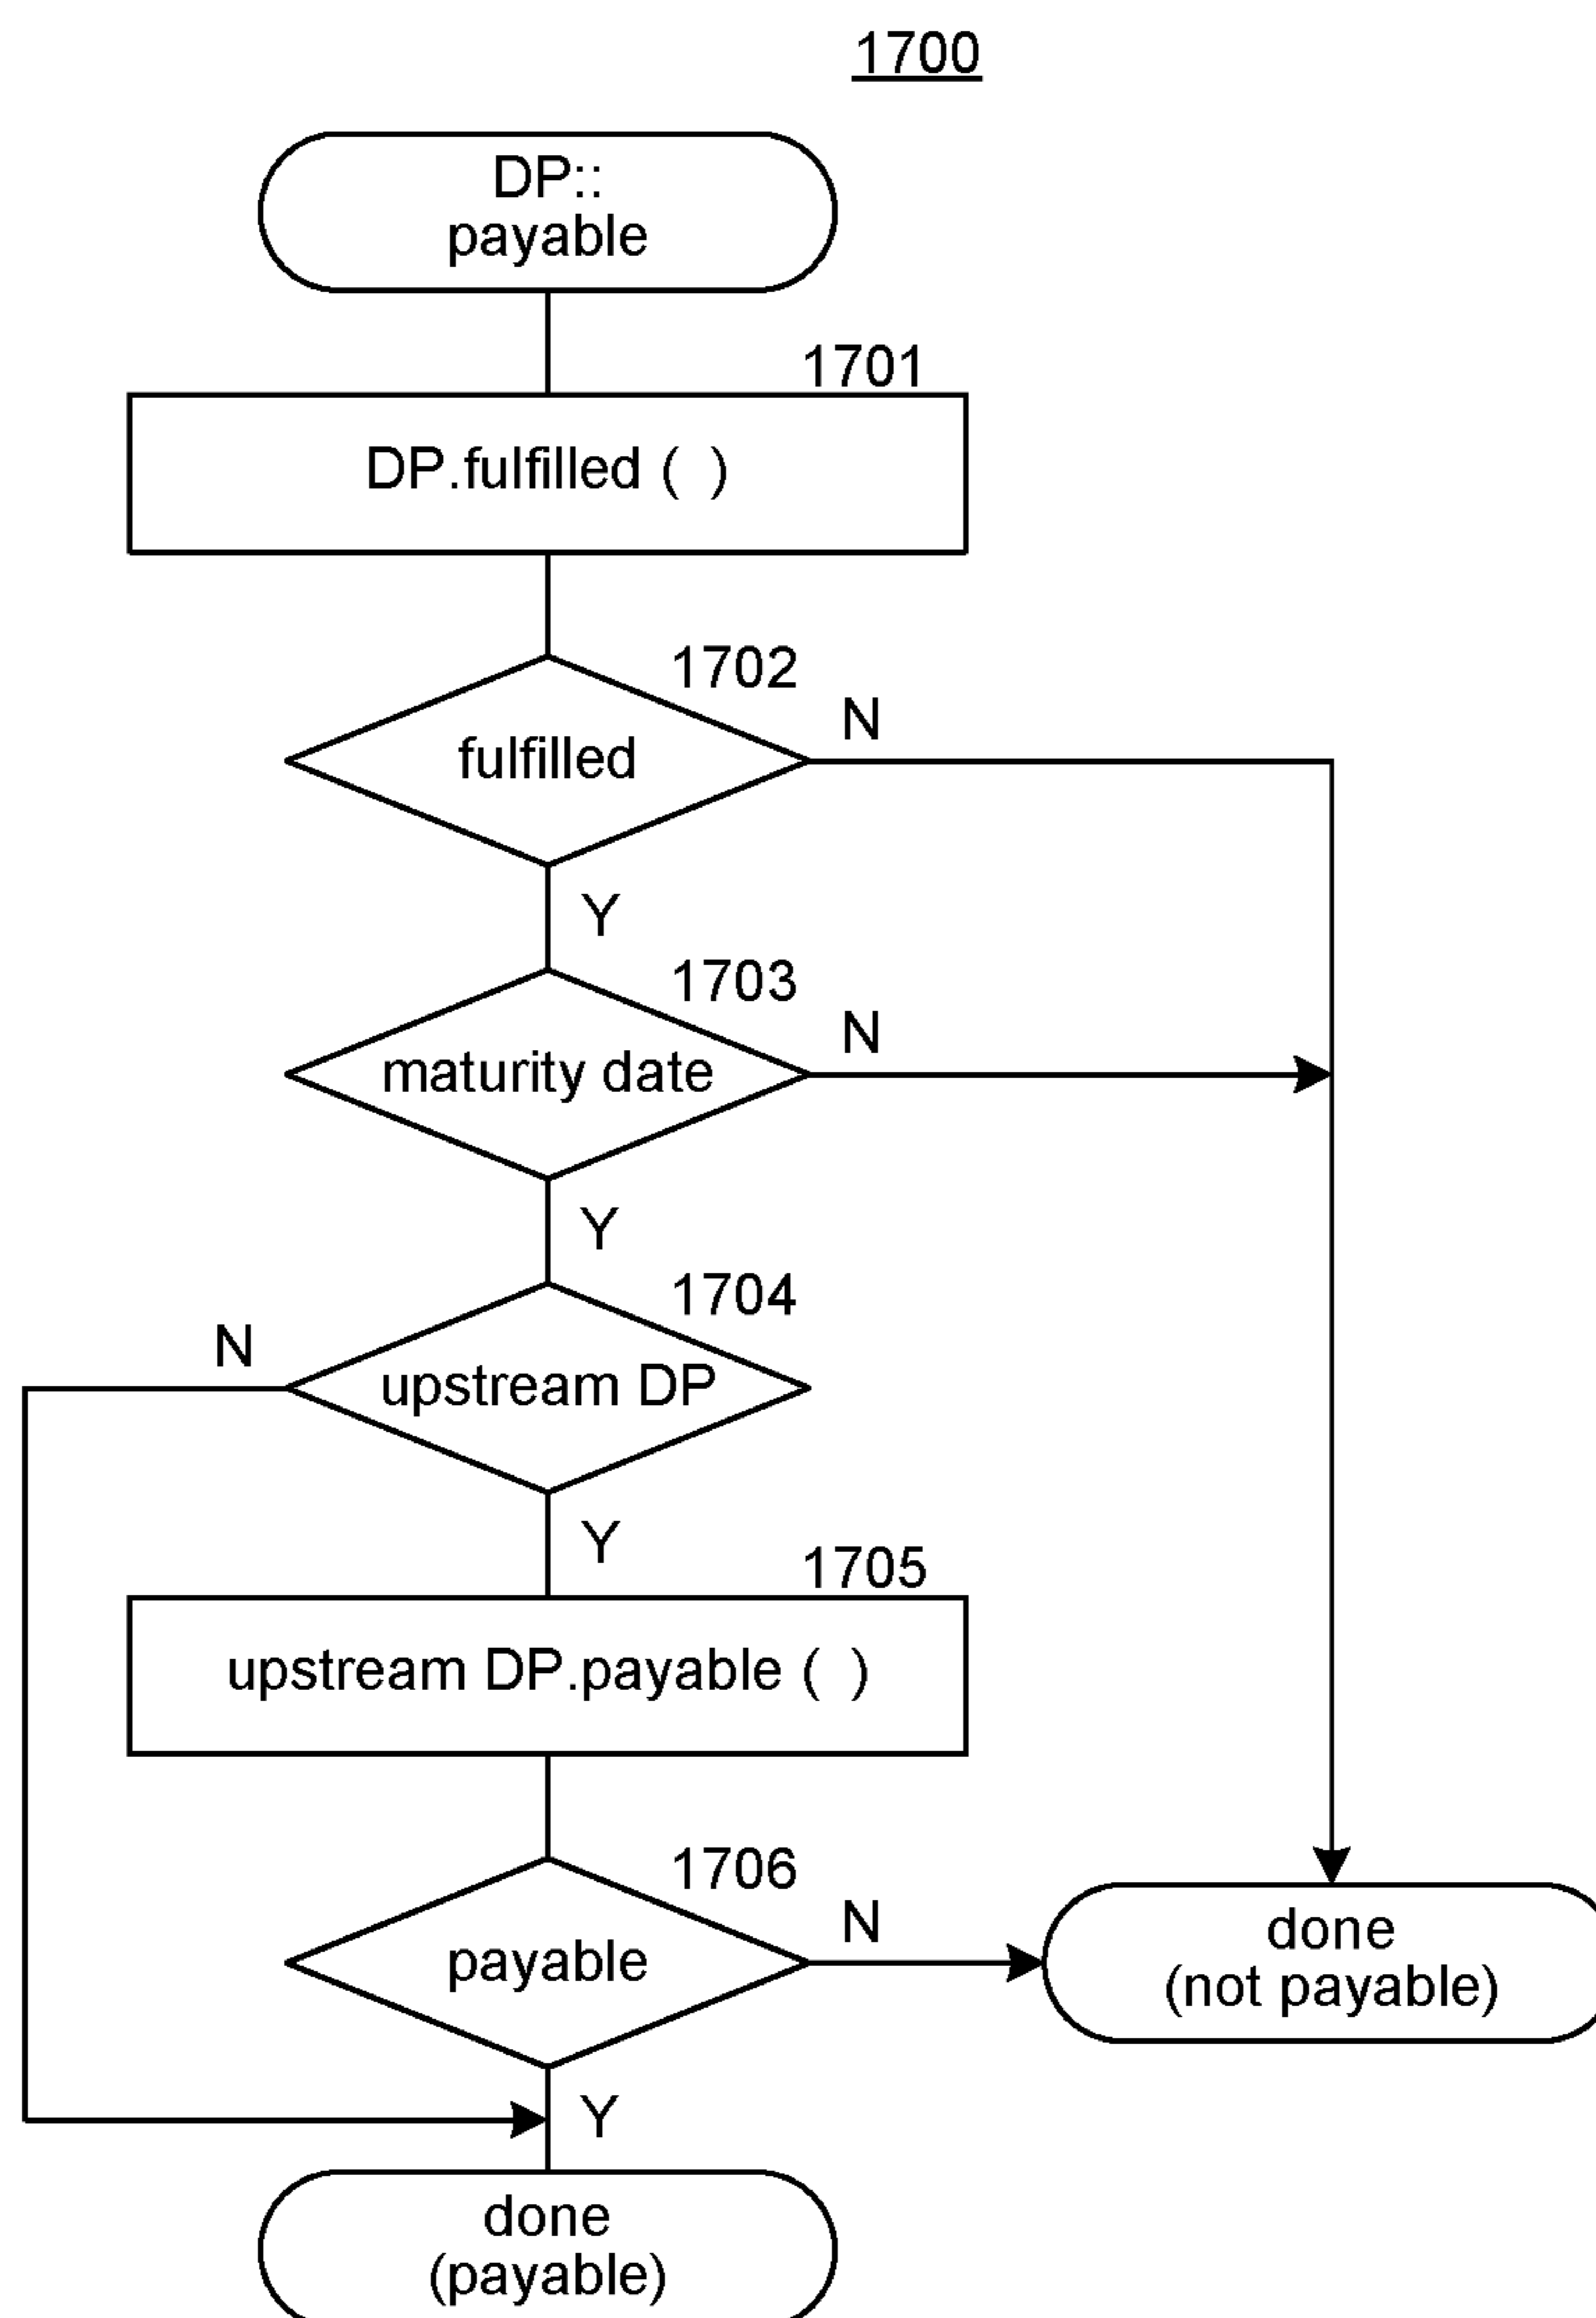 1700
DP::
payable
1701
DP.fulfilled ( )
1702
N
fulfilled
Y
1703
N
maturity date
Y
1704
N
upstream DP
Y
1705
upstream DP.payable ( )
1706
N
payable
done
(not payable)
Y
done
(payable)